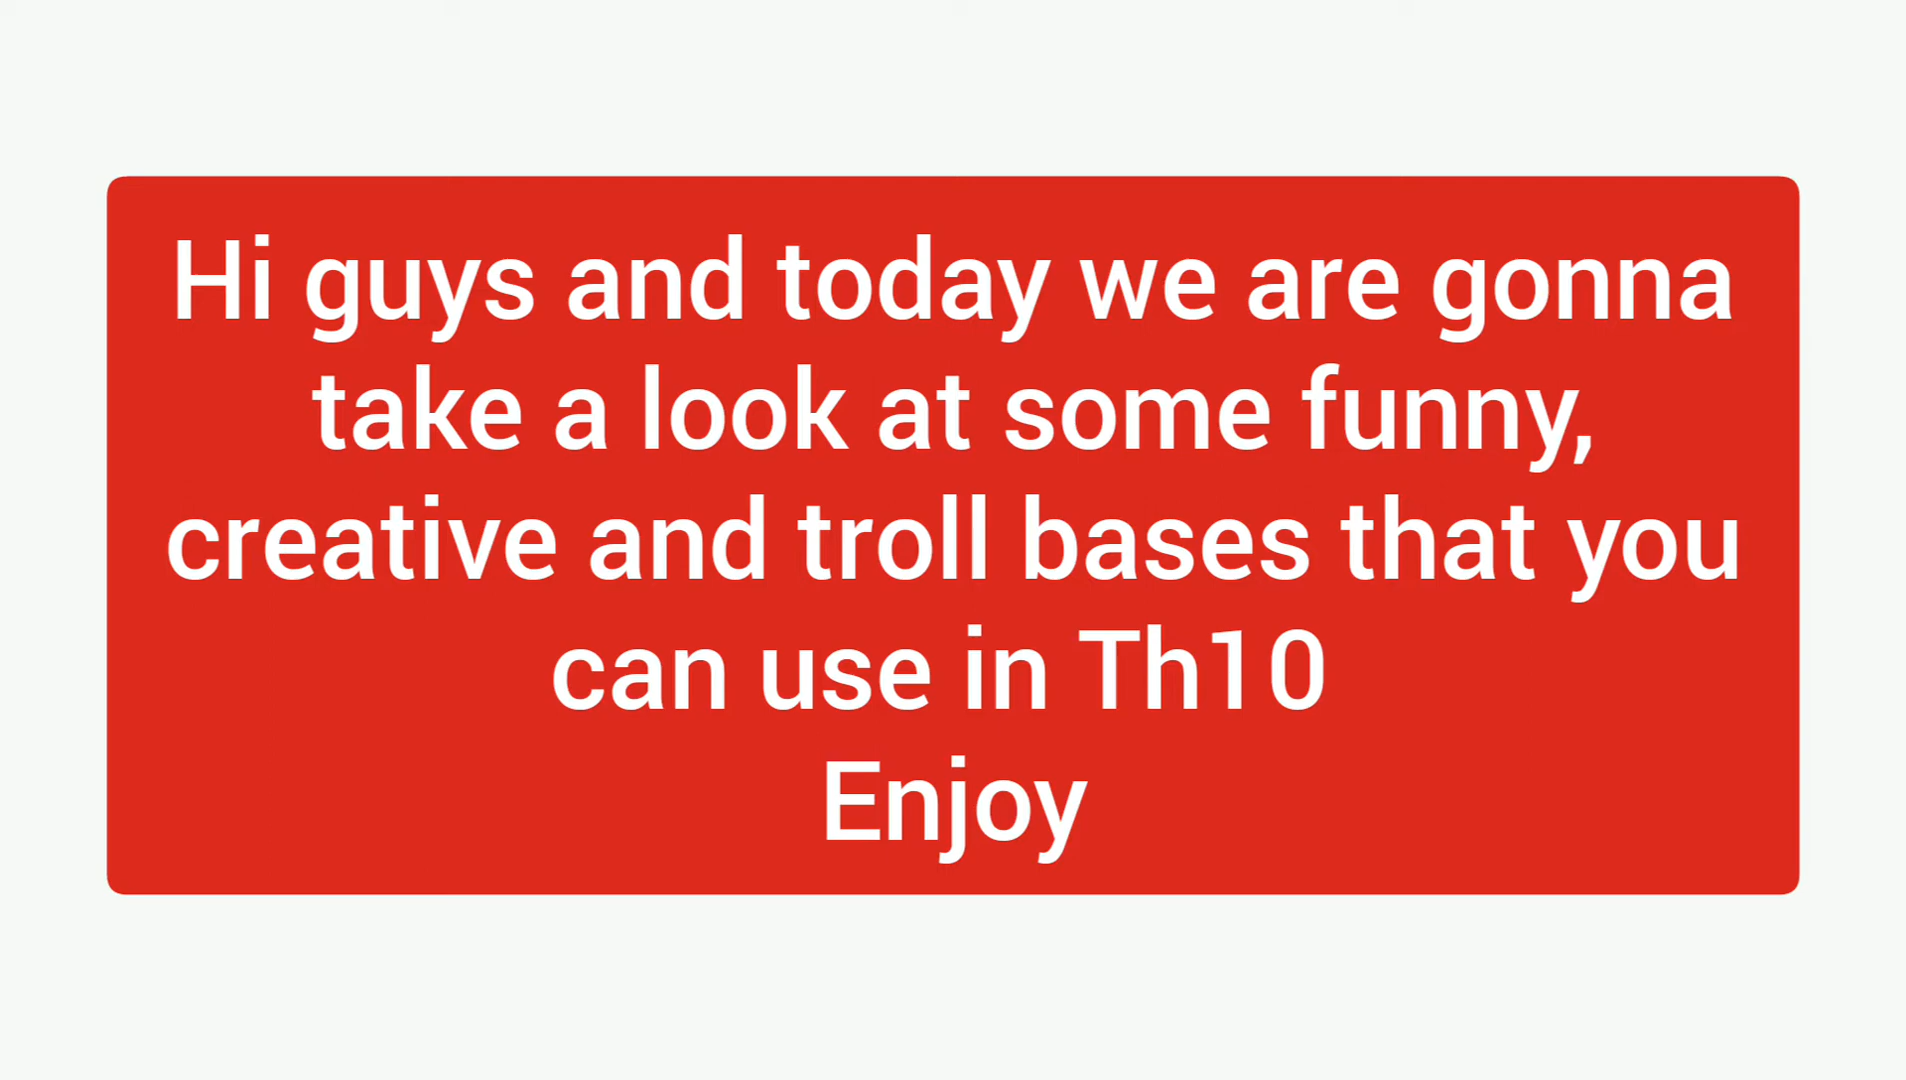 Hi guys and today we are gonna
take a look at some funny,
creative and troll bases that you
can use in Th10
Enjoy